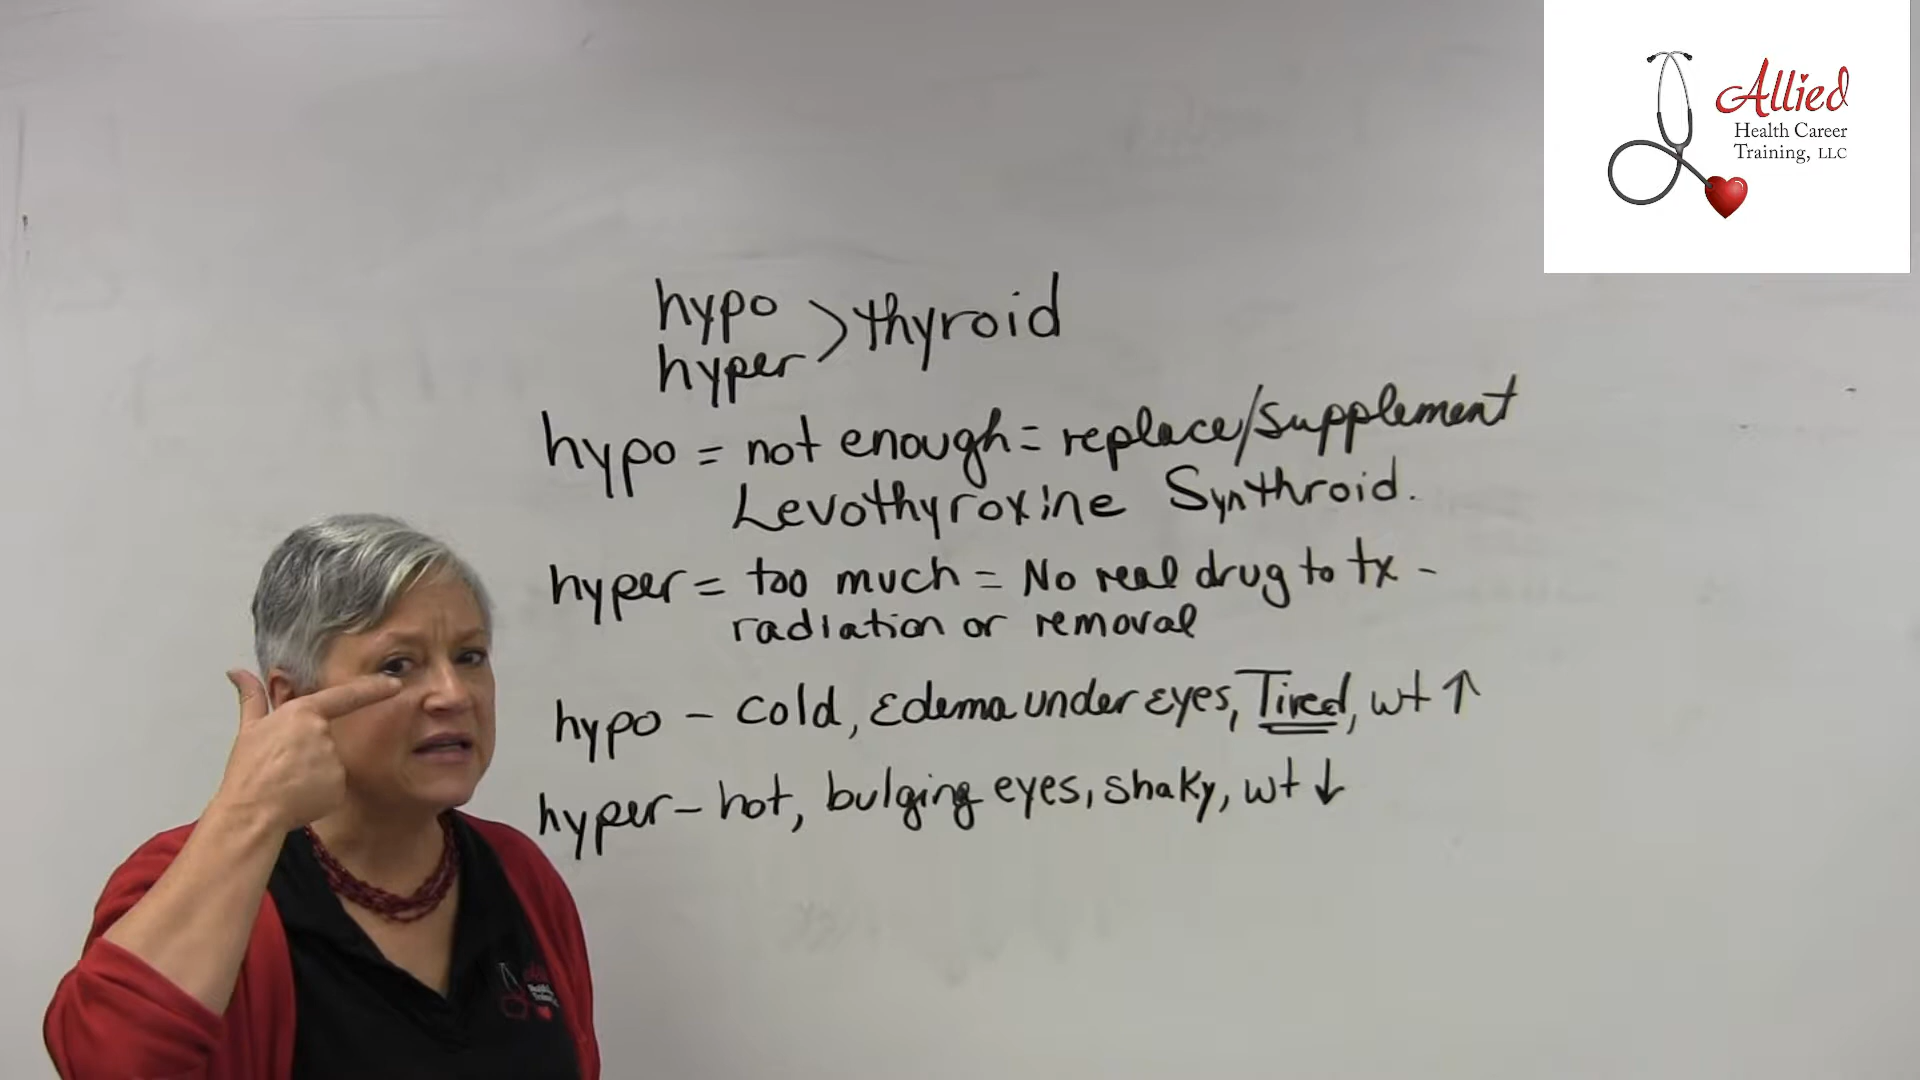 Allied
Health Career
Training, LLC
hypo
hyper > thyroid
hypo = not enough = replace/supplement
Levothyroxine Synthroid.
hyper = too much = No real drug to tx -
radiation or removal
hypo - cold, Edema under Eyes, Tired, wt ↑
hyper - hot, bulging eyes, shaky, wt ↓